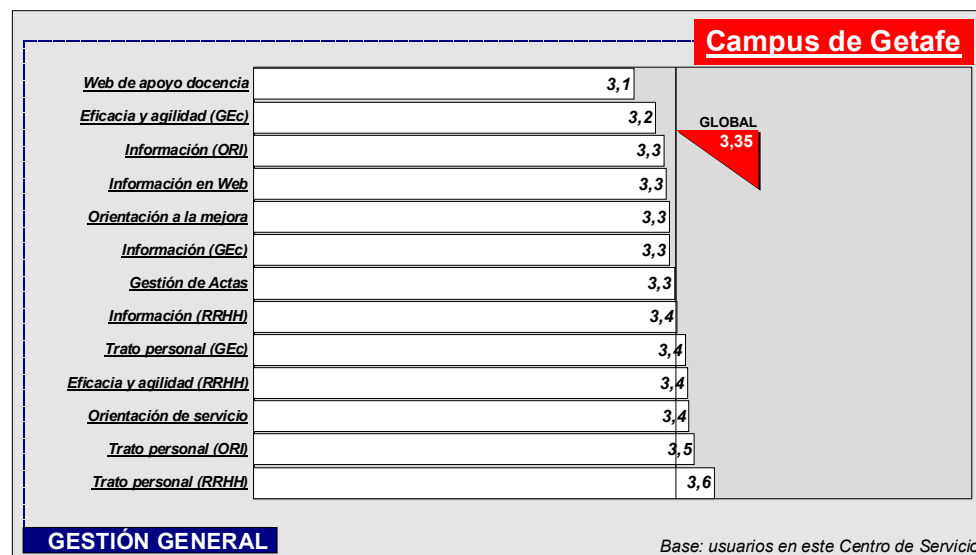 Campus de Getafe
Web de apoyo docencia 3,1
Eficacia y agilidad (GEc) 3,2
GLOBAL
3,35
Información (ORI) 3,3
Información en Web 3,3
Orientación a la mejora 3,3
Información (GEc) 3,3
Gestión de Actas 3,3
Información (RRHH) 3,4
Trato personal (GEc) 3,4
Eficacia y agilidad (RRHH) 3,4
Orientación de servicio 3,4
Trato personal (ORI) 3,5
Trato personal (RRHH) 3,6
GESTIÓN GENERAL
Base: usuarios en este Centro de Servicio